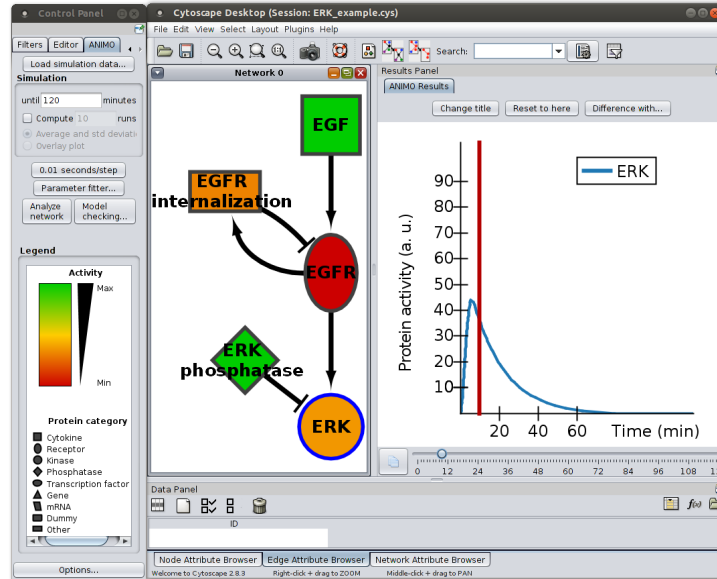 Control Panel
Filters Editor ANIMO
Load simulation data...
Simulation
until 120 minutes
Compute 10 runs
Average and std deviati
Overlay plot
0.01 seconds/step
Parameter fitter...
Analyze network
Model checking...
Legend
Activity
Max
Min
Protein category
Cytokine
Receptor
Kinase
Phosphatase
Transcription factor
Gene
mRNA
Dummy
Other
Options...
Cytoscape Desktop (Session: ERK_example.cys)
File Edit View Select Layout Plugins Help
Search:
Network 0
EGF
EGFR
internalization
EGFR
ERK
phosphatase
ERK
Results Panel
ANIMO Results
Change title Reset to here Difference with...
ERK
Protein activity (a. u.)
90
80
70
60
50
40
30
20
10
20 40 60 Time (min)
0 12 24 36 48 60 72 84 96 108
Data Panel
f(x)
ID
Node Attribute Browser Edge Attribute Browser Network Attribute Browser
Welcome to Cytoscape 2.8.3 Right-click + drag to ZOOM Middle-click + drag to PAN